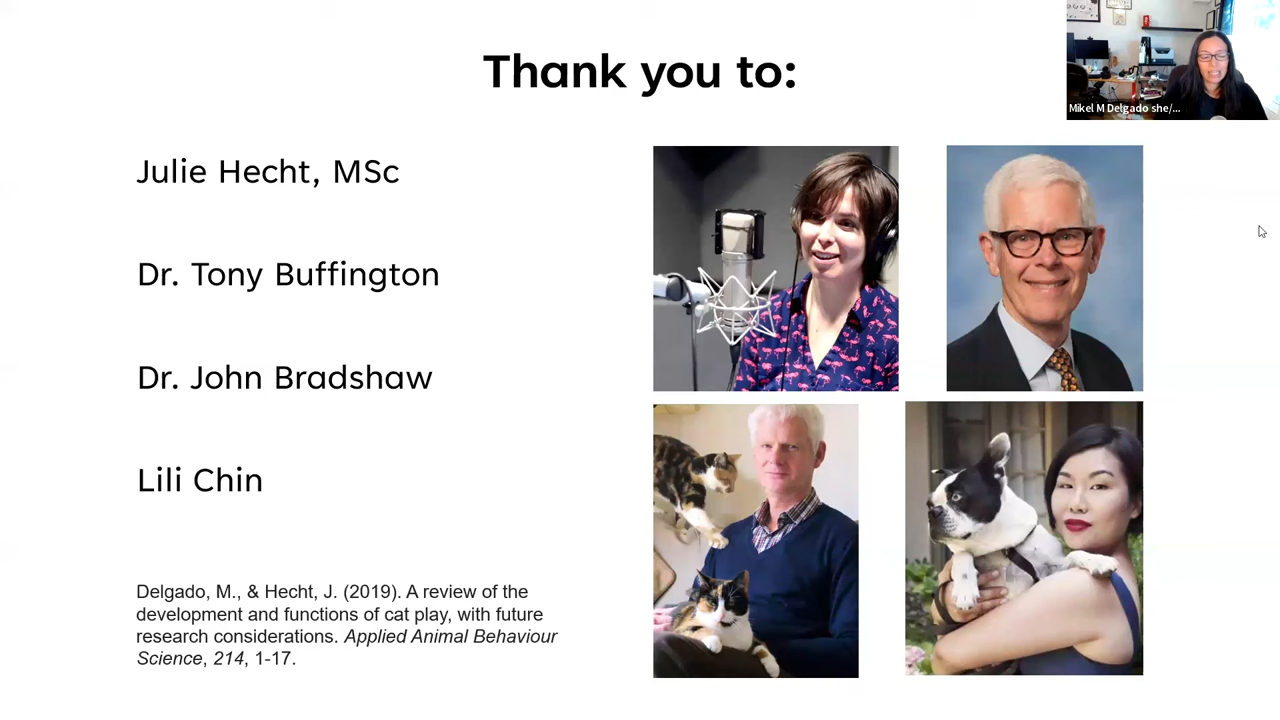 Thank you to:
Mikel M Delgado she/...
Julie Hecht, MSc
Dr. Tony Buffington
Dr. John Bradshaw
Lili Chin
Delgado, M., & Hecht, J. (2019). A review of the
development and functions of cat play, with future
research considerations. Applied Animal Behaviour
Science, 214, 1-17.